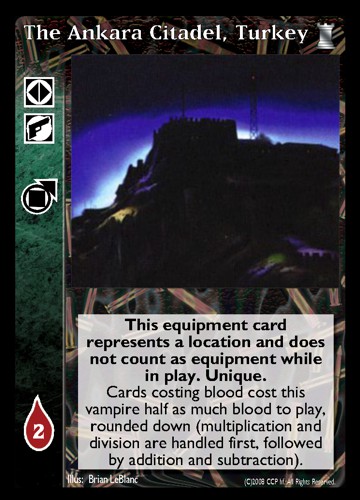 The Ankara Citadel, Turkey
This equipment card
represents a location and does
not count as equipment while
in play. Unique.
Cards costing blood cost this
vampire half as much blood to play,
rounded down (multiplication and
division are handled first, followed
by addition and subtraction).
2
Illus: Brian LeBlanc
(C)2008 CCP hf. All Rights Reserved.